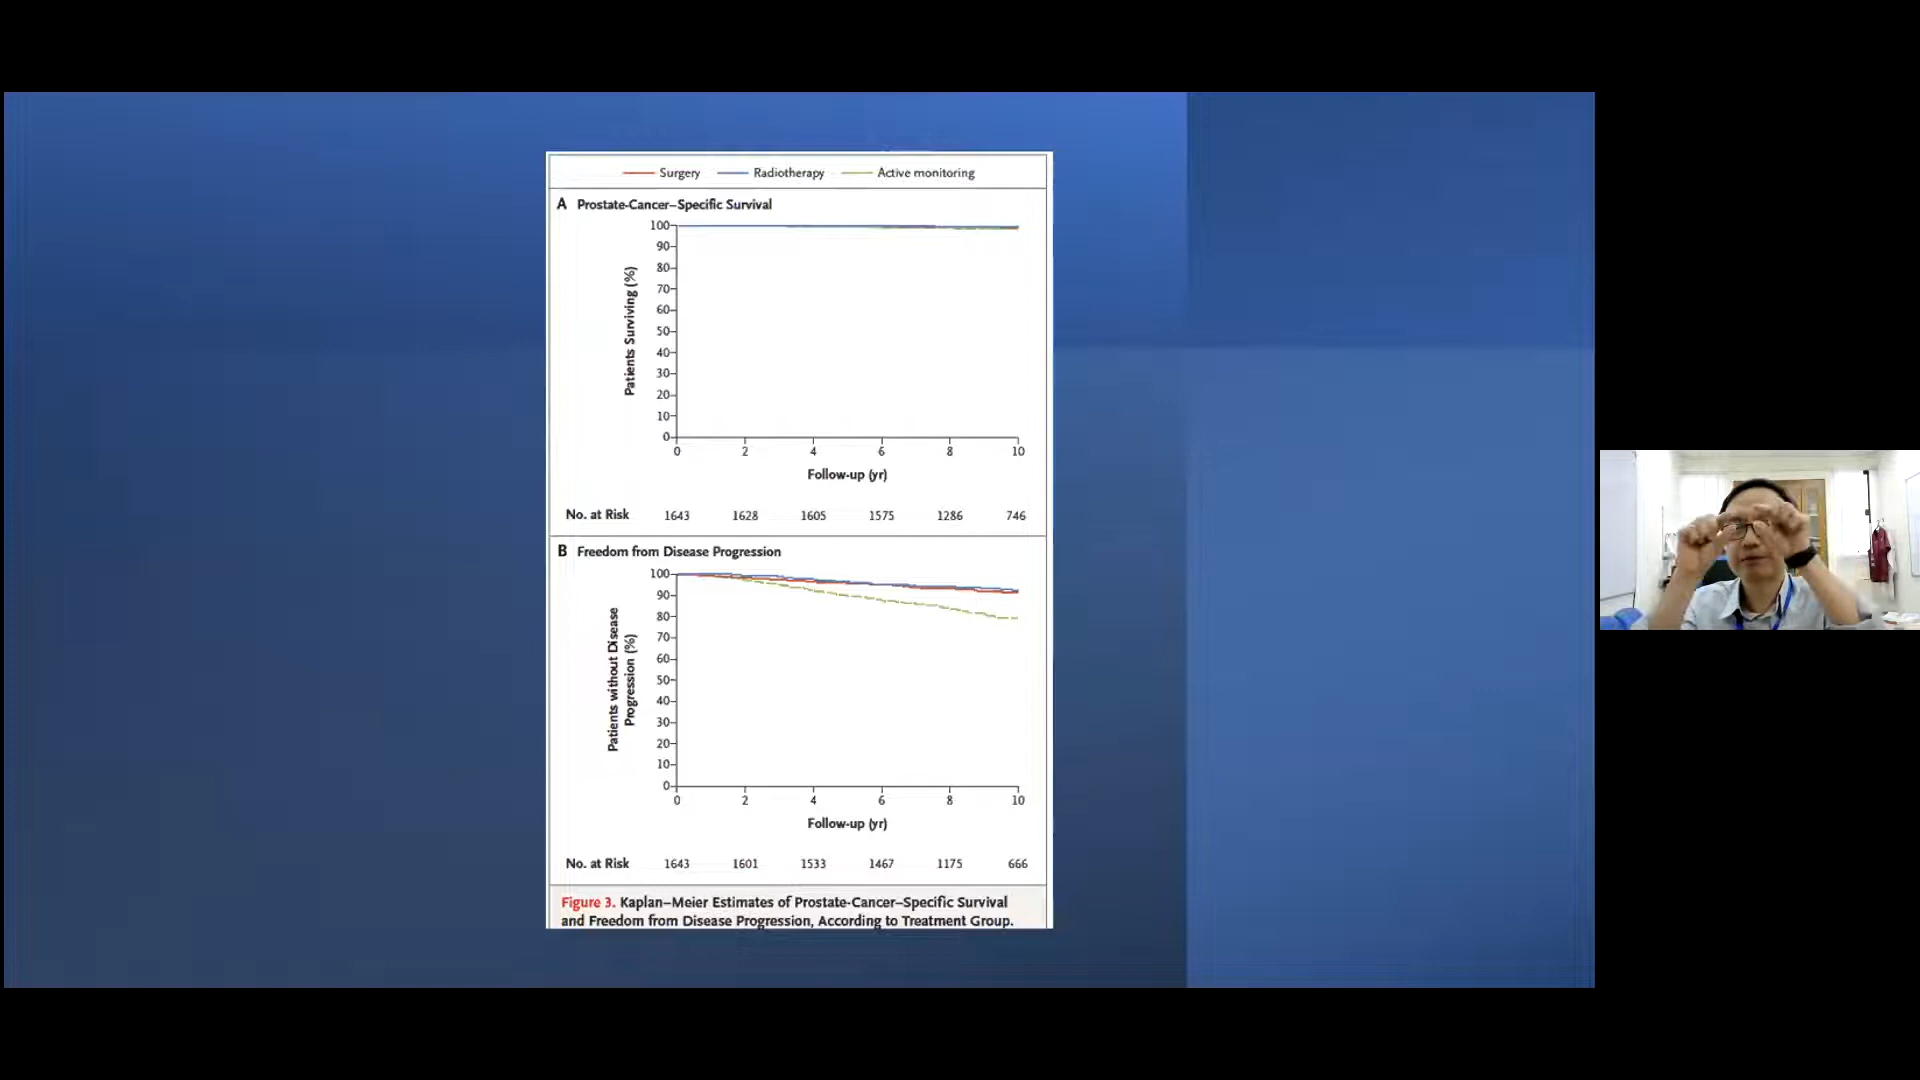 Surgery Radiotherapy Active monitoring
A Prostate-Cancer–Specific Survival
Patients Surviving (%)
100
90
80
70
60
50
40
30
20
10
0
0 2 4 6 8 10
Follow-up (yr)
No. at Risk 1643 1628 1605 1575 1286 746
B Freedom from Disease Progression
Patients without Disease
Progression (%)
100
90
80
70
60
50
40
30
20
10
0
0 2 4 6 8 10
Follow-up (yr)
No. at Risk 1643 1601 1533 1467 1175 666
Figure 3. Kaplan–Meier Estimates of Prostate-Cancer–Specific Survival
and Freedom from Disease Progression, According to Treatment Group.